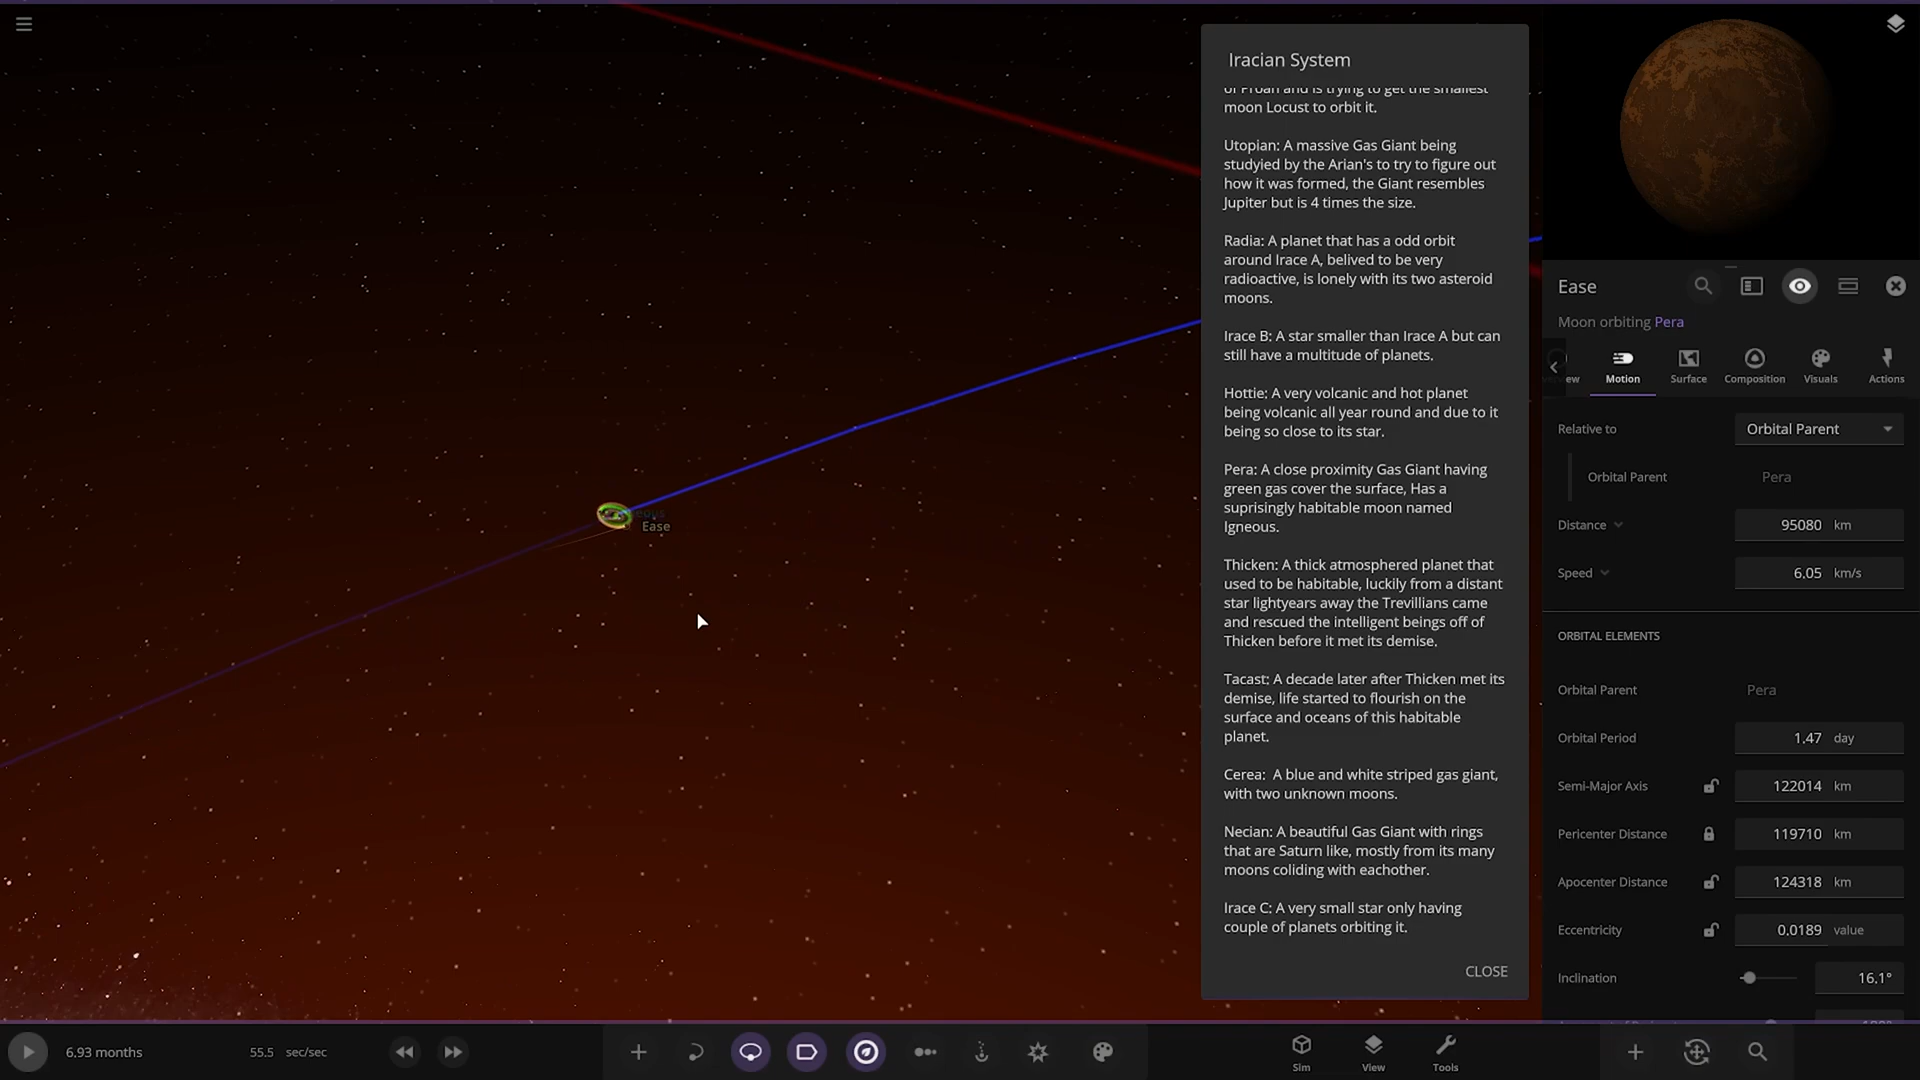 Iracian System
of Proan and is trying to get the smallest
moon Locust to orbit it.
Utopian: A massive Gas Giant being
studyied by the Arian's to try to figure out
how it was formed, the Giant resembles
Jupiter but is 4 times the size.
Radia: A planet that has a odd orbit
around Irace A, belived to be very
radioactive, is lonely with its two asteroid
moons.
Irace B: A star smaller than Irace A but can
still have a multitude of planets.
Hottie: A very volcanic and hot planet
being volcanic all year round and due to it
being so close to its star.
Pera: A close proximity Gas Giant having
green gas cover the surface, Has a
suprisingly habitable moon named
Igneous.
Thicken: A thick atmosphered planet that
used to be habitable, luckily from a distant
star lightyears away the Trevillians came
and rescued the intelligent beings off of
Thicken before it met its demise.
Tacast: A decade later after Thicken met its
demise, life started to flourish on the
surface and oceans of this habitable
planet.
Cerea:  A blue and white striped gas giant,
with two unknown moons.
Necian: A beautiful Gas Giant with rings
that are Saturn like, mostly from its many
moons coliding with eachother.
Irace C: A very small star only having
couple of planets orbiting it.
CLOSE
Ease
Ease
Moon orbiting Pera
Motion
Surface
Composition
Visuals
Actions
Relative to
Orbital Parent
Orbital Parent
Pera
Distance
95080 km
Speed
6.05 km/s
ORBITAL ELEMENTS
Orbital Parent
Pera
Orbital Period
1.47 day
Semi-Major Axis
122014 km
Pericenter Distance
119710 km
Apocenter Distance
124318 km
Eccentricity
0.0189 value
Inclination
16.1°
6.93 months
55.5 sec/sec
Sim
View
Tools